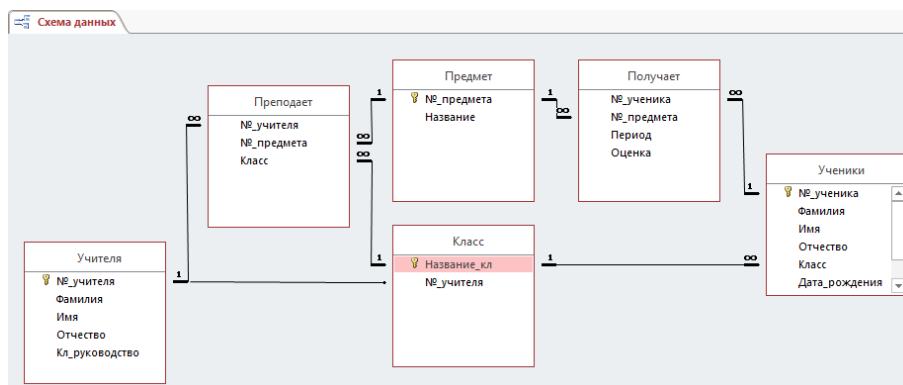 Схема данных
Преподает
№_учителя
№_предмета
Класс
Предмет
№_предмета
Название
Получает
№_ученика
№_предмета
Период
Оценка
Ученики
№_ученика
Фамилия
Имя
Отчество
Класс
Дата_рождения
Учителя
№_учителя
Фамилия
Имя
Отчество
Кл_руководство
Класс
Название_кл
№_учителя
∞
∞
∞
1
1
1
∞
∞
1
1
1
∞